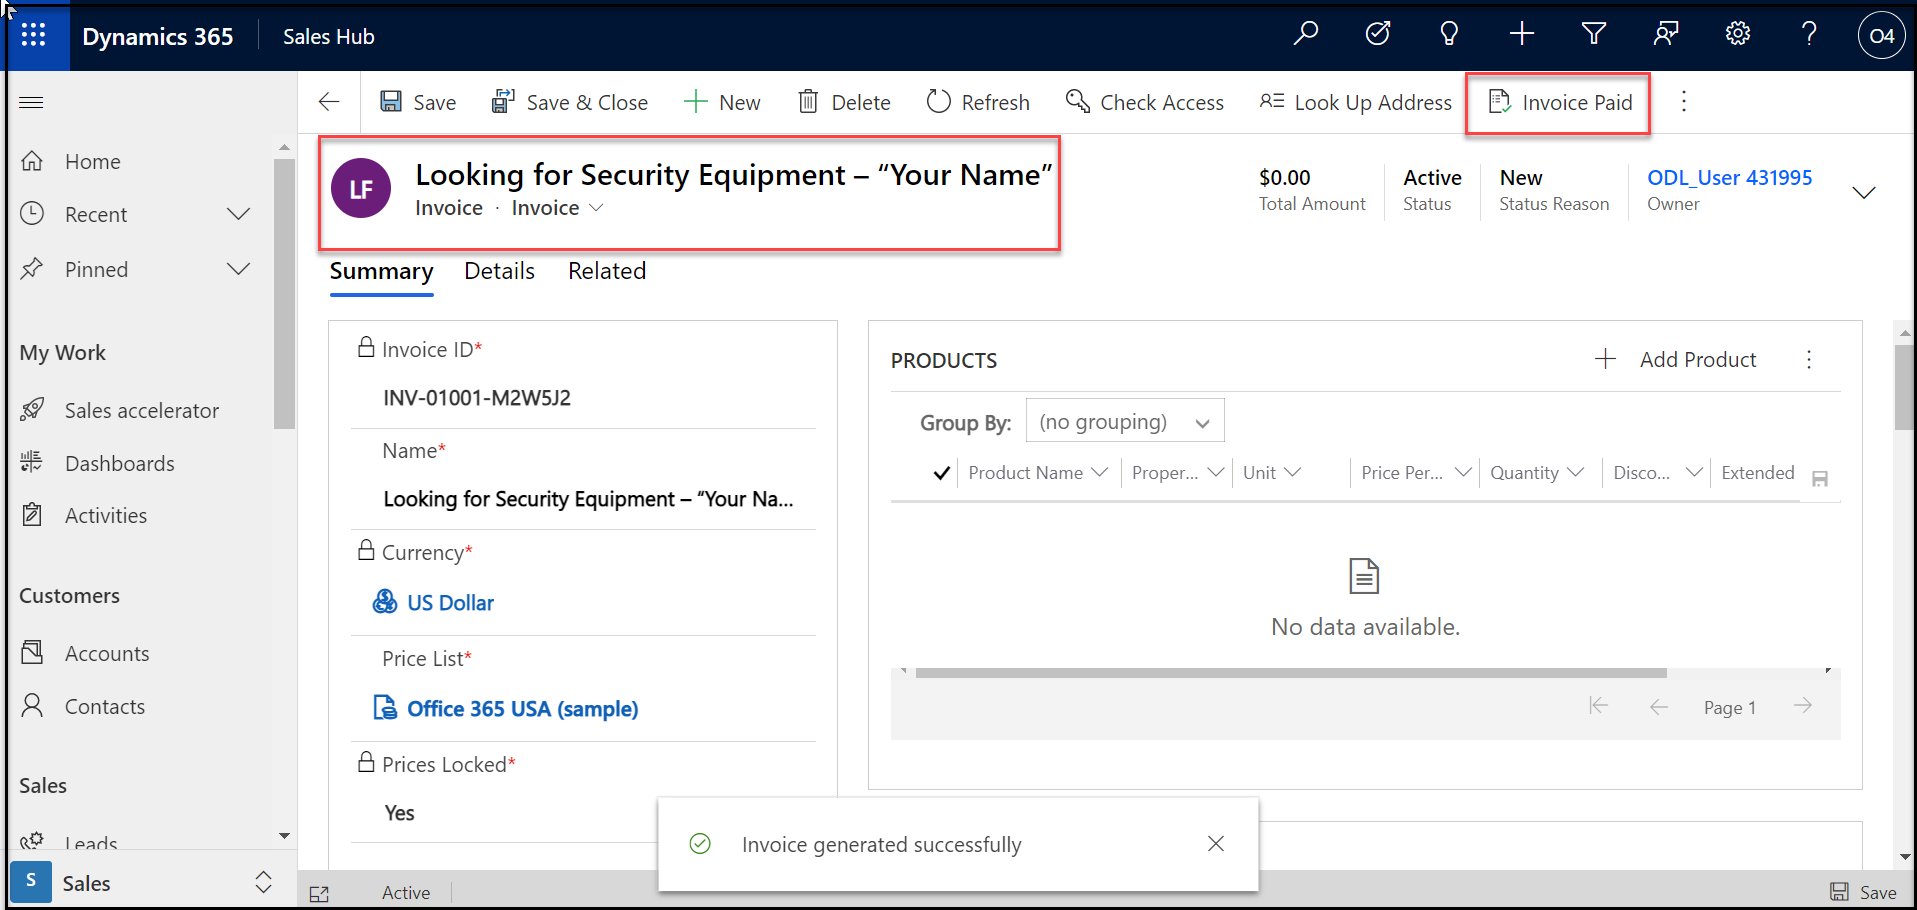 Dynamics 365
Sales Hub
O4
Save
Save & Close
New
Delete
Refresh
Check Access
Look Up Address
Invoice Paid
Home
Recent
Pinned
My Work
Sales accelerator
Dashboards
Activities
Customers
Accounts
Contacts
Sales
Leads
S
Sales
LF
Looking for Security Equipment – “Your Name”
Invoice · Invoice
$0.00
Total Amount
Active
Status
New
Status Reason
ODL_User 431995
Owner
Summary
Details
Related
Invoice ID*
INV-01001-M2W5J2
Name*
Looking for Security Equipment – “Your Na...
Currency*
US Dollar
Price List*
Office 365 USA (sample)
Prices Locked*
Yes
PRODUCTS
Add Product
Group By:
(no grouping)
Product Name
Proper...
Unit
Price Per...
Quantity
Disco...
Extended
No data available.
Page 1
Invoice generated successfully
Active
Save